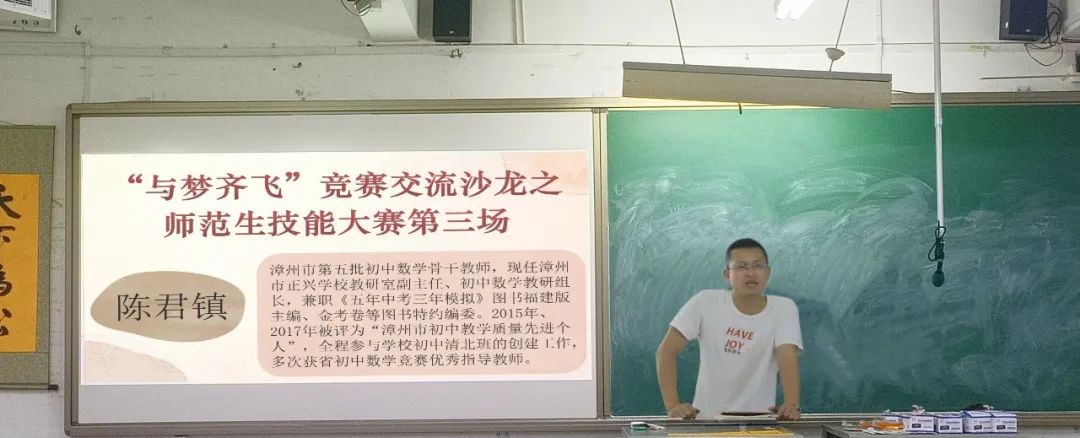 “与梦齐飞”竞赛交流沙龙之
师范生技能大赛第三场
陈君镇
漳州市第五批初中数学骨干教师，现任漳州
市正兴学校教研室副主任、初中数学教研组
长，兼职《五年中考三年模拟》图书福建版
主编、金考卷等图书特约编委。2015年、
2017年被评为“漳州市初中教学质量先进个
人”，全程参与学校初中清北班的创建工作，
多次获省初中数学竞赛优秀指导教师。
HAVE
JOY
天下为公